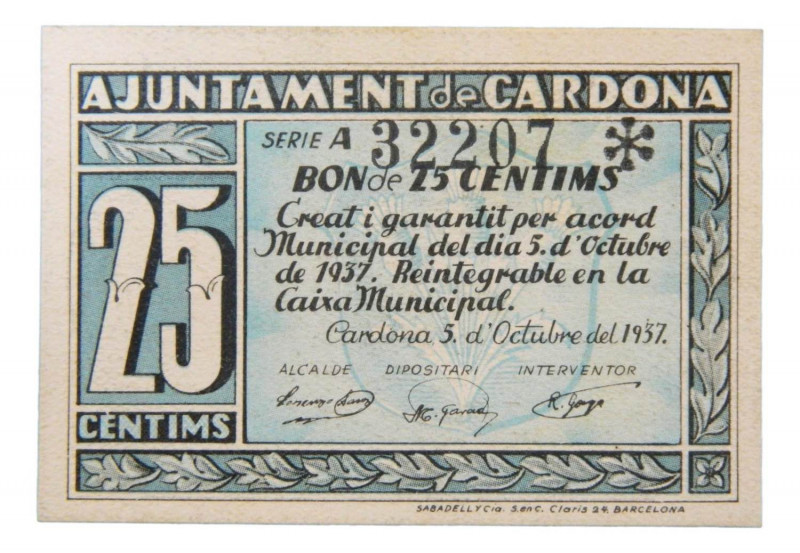 AJUNTAMENT de CARDONA
SERIE A 32207 *
BON de 25 CENTIMS
Creat i garantit per acord
Municipal del dia 5. d'Octubre
de 1937. Reintegrable en la
Caixa Municipal.
Cardona 5. d'Octubre del 1937.
ALCALDE DIPOSITARI INTERVENTOR
25
CENTIMS
SABADELL Y Cia. S. en C. Claris 24. BARCELONA